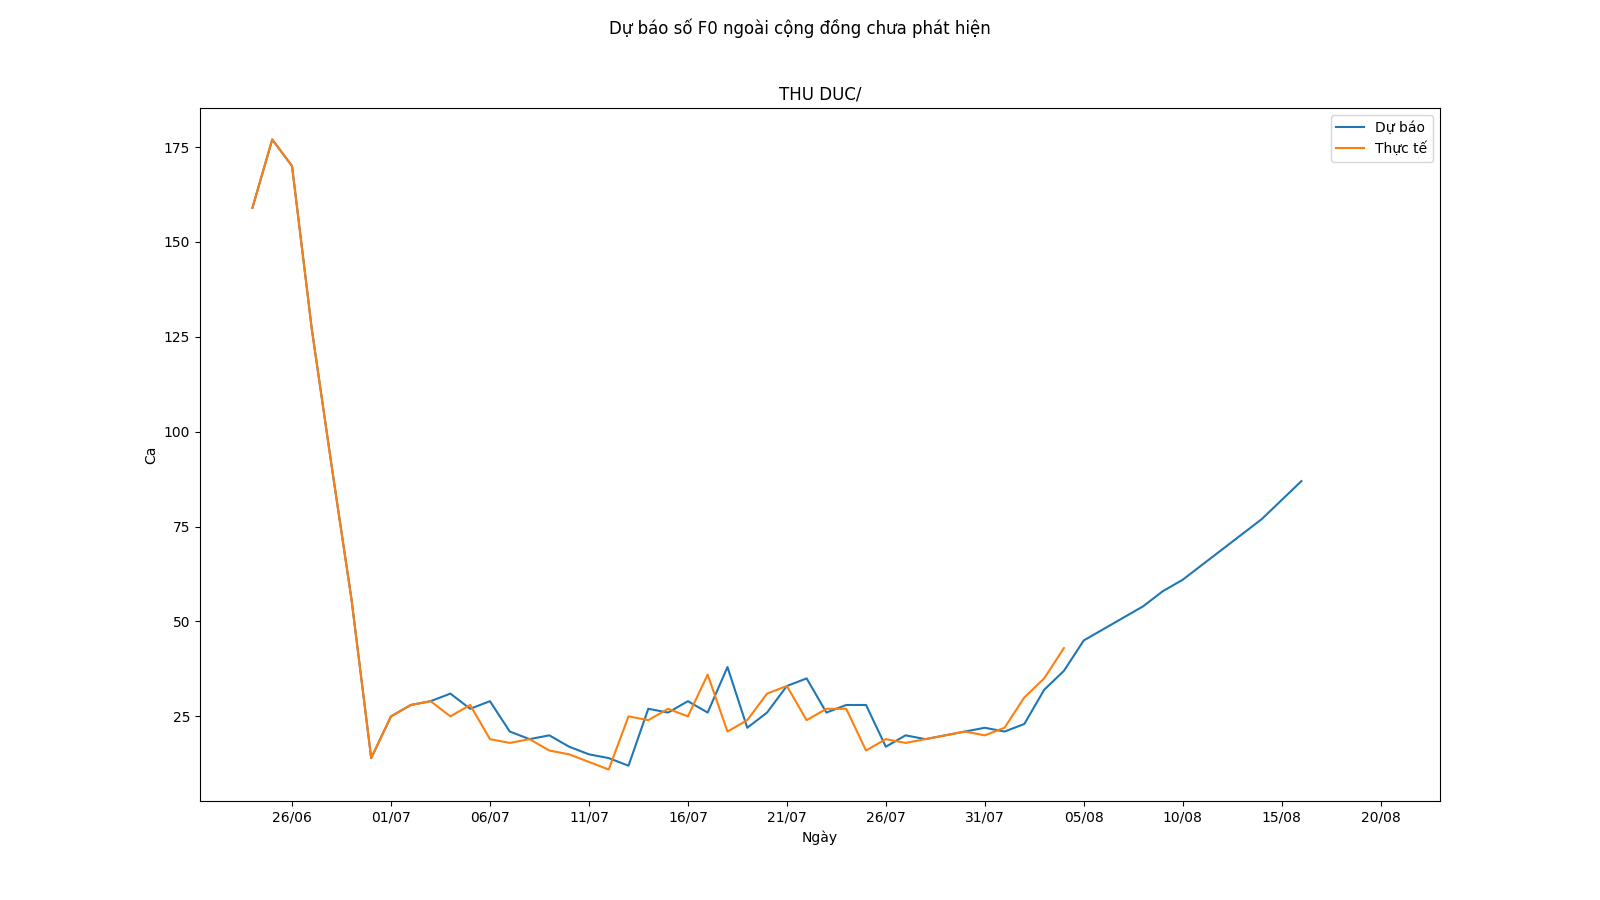 Dự báo số F0 ngoài cộng đồng chưa phát hiện
THU DUC/
Dự báo
Thực tế
175
150
125
100
75
50
25
Ca
26/06 01/07 06/07 11/07 16/07 21/07 26/07 31/07 05/08 10/08 15/08 20/08
Ngày